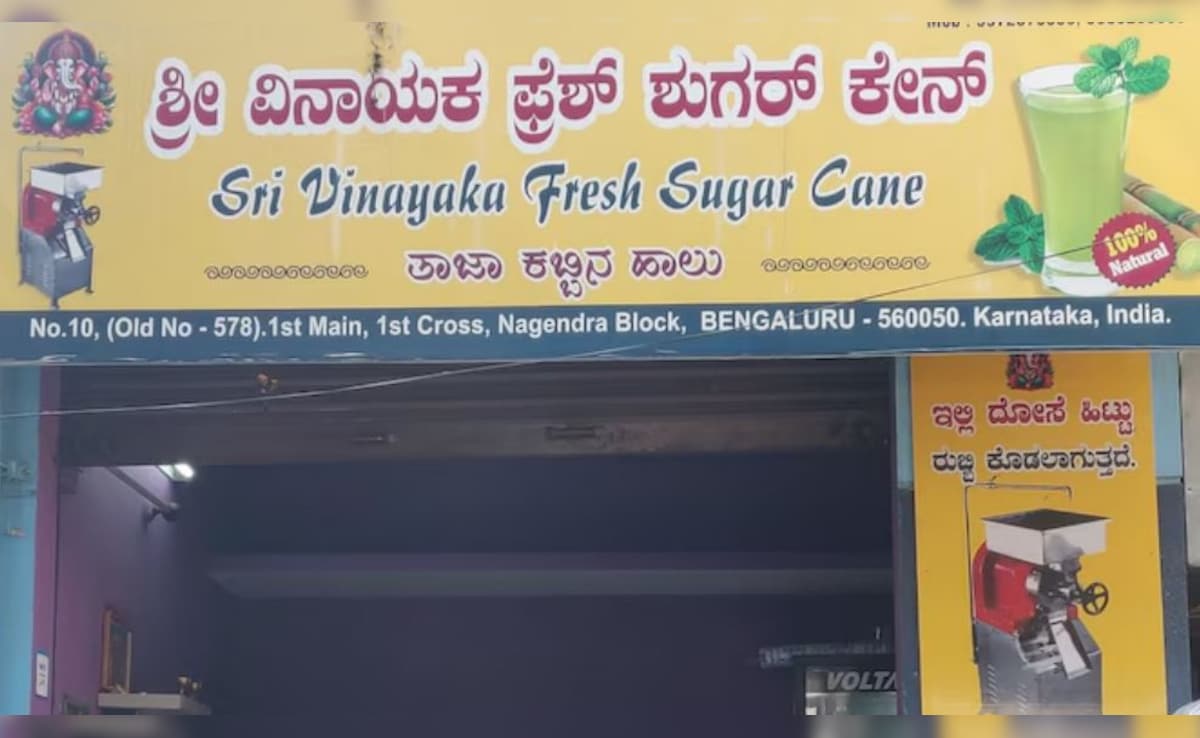 ಶ್ರೀ ವಿನಾಯಕ ಫ್ರೆಶ್ ಶುಗರ್ ಕೇನ್
Sri Vinayaka Fresh Sugar Cane
ತಾಜಾ ಕಬ್ಬಿನ ಹಾಲು
100%
Natural
No.10, (Old No - 578).1st Main, 1st Cross, Nagendra Block, BENGALURU - 560050. Karnataka, India.
ಇಲ್ಲಿ ದೋಸೆ ಹಿಟ್ಟು
ರುಬ್ಬಿ ಕೊಡಲಾಗುತ್ತದೆ.